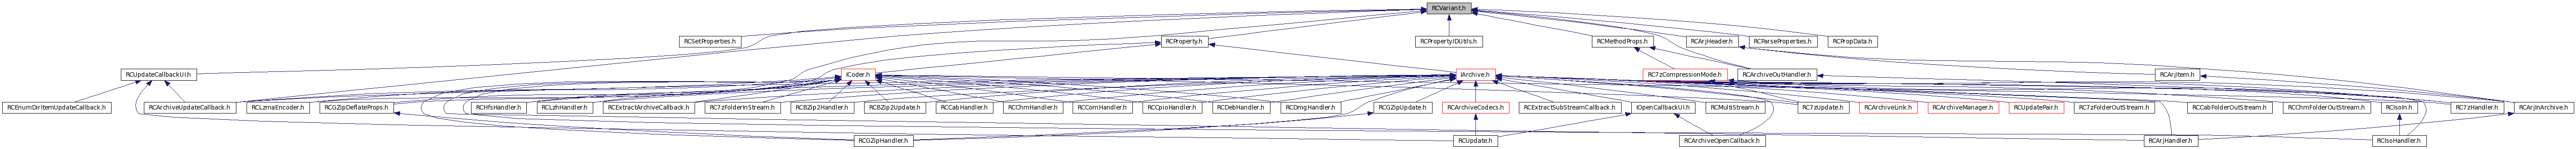 RCVariant.h
RCSetProperties.h
RCProperty.h
RCPropertyIDUtils.h
RCMethodProps.h
RCArjHeader.h
RCParseProperties.h
RCPropData.h
RCUpdateCallbackUI.h
ICoder.h
IArchive.h
RC7zCompressionMode.h
RCArchiveOutHandler.h
RCArjItem.h
RCEnumDirItemUpdateCallback.h
RCArchiveUpdateCallback.h
RCLzmaEncoder.h
RCGZipDeflateProps.h
RCHfsHandler.h
RCLzhHandler.h
RCExtractArchiveCallback.h
RC7zFolderInStream.h
RCBZip2Handler.h
RCBZip2Update.h
RCCabHandler.h
RCChmHandler.h
RCComHandler.h
RCCpioHandler.h
RCDebHandler.h
RCDmgHandler.h
RCGZipUpdate.h
RCArchiveCodecs.h
RCExtractSubStreamCallback.h
IOpenCallbackUI.h
RCMultiStream.h
RC7zUpdate.h
RCArchiveLink.h
RCArchiveManager.h
RCUpdatePair.h
RC7zFolderOutStream.h
RCCabFolderOutStream.h
RCChmFolderOutStream.h
RCIsoIn.h
RC7zHandler.h
RCArjInArchive.h
RCGZipHandler.h
RCUpdate.h
RCArchiveOpenCallback.h
RCArjHandler.h
RCIsoHandler.h